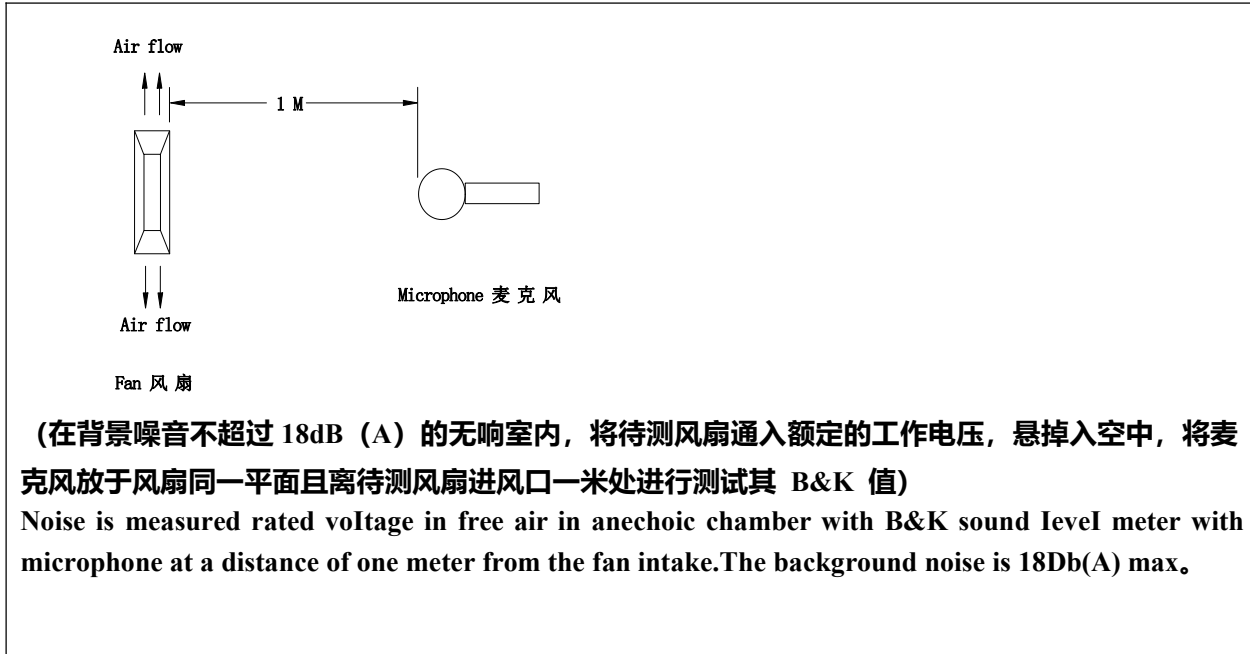 Air flow
1 M
Microphone 麦 克 风
Air flow
Fan 风 扇
（在背景噪音不超过 18dB（A）的无响室内，将待测风扇通入额定的工作电压，悬掉入空中，将麦
克风放于风扇同一平面且离待测风扇进风口一米处进行测试其 B&K 值）
Noise is measured rated voItage in free air in anechoic chamber with B&K sound IeveI meter with
microphone at a distance of one meter from the fan intake.The background noise is 18Db(A) max。